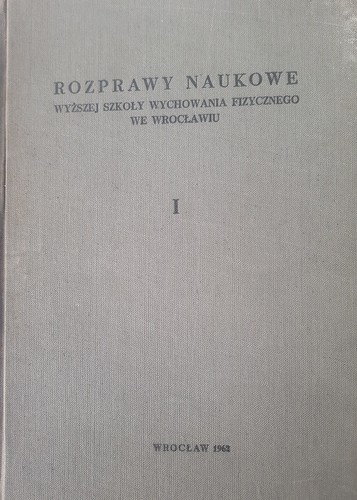 ROZPRAWY NAUKOWE
WYŻSZEJ SZKOŁY WYCHOWANIA FIZYCZNEGO
WE WROCŁAWIU
I
WROCŁAW 1962